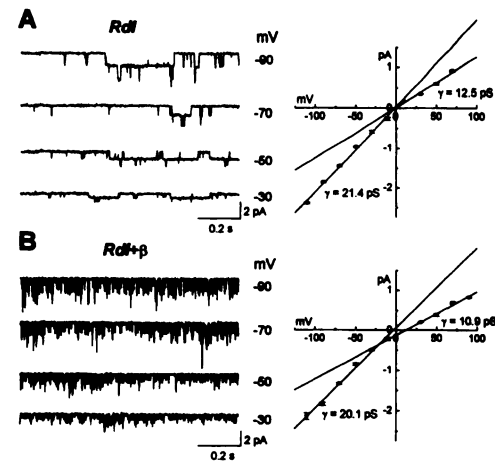 A
Rdl
mV
-90
-70
-50
-30
2 pA
0.2 s
pA
1
mV
-100
-50
0
50
100
-1
-2
γ = 12.5 pS
γ = 21.4 pS
B
Rdl+β
mV
-90
-70
-50
-30
2 pA
0.2 s
pA
1
mV
-100
-50
0
50
100
-1
-2
γ = 10.9 pS
γ = 20.1 pS